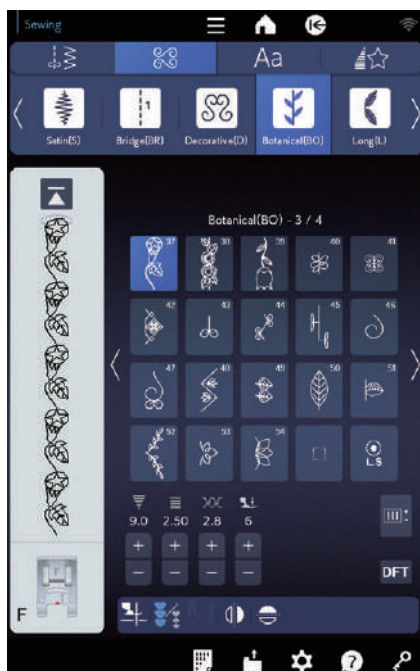 Sewing
Aa
1
Satin(S) Bridge(BR) Decorative(D) Botanical(BO) Long(L)
Botanical(BO) - 3 / 4
37 38 39 40 41
42 43 44 45 46
47 48 49 50 51
52 53 54
L.S
9.0 2.50 2.8 6
+ + + +
− − − −
DFT
F
?